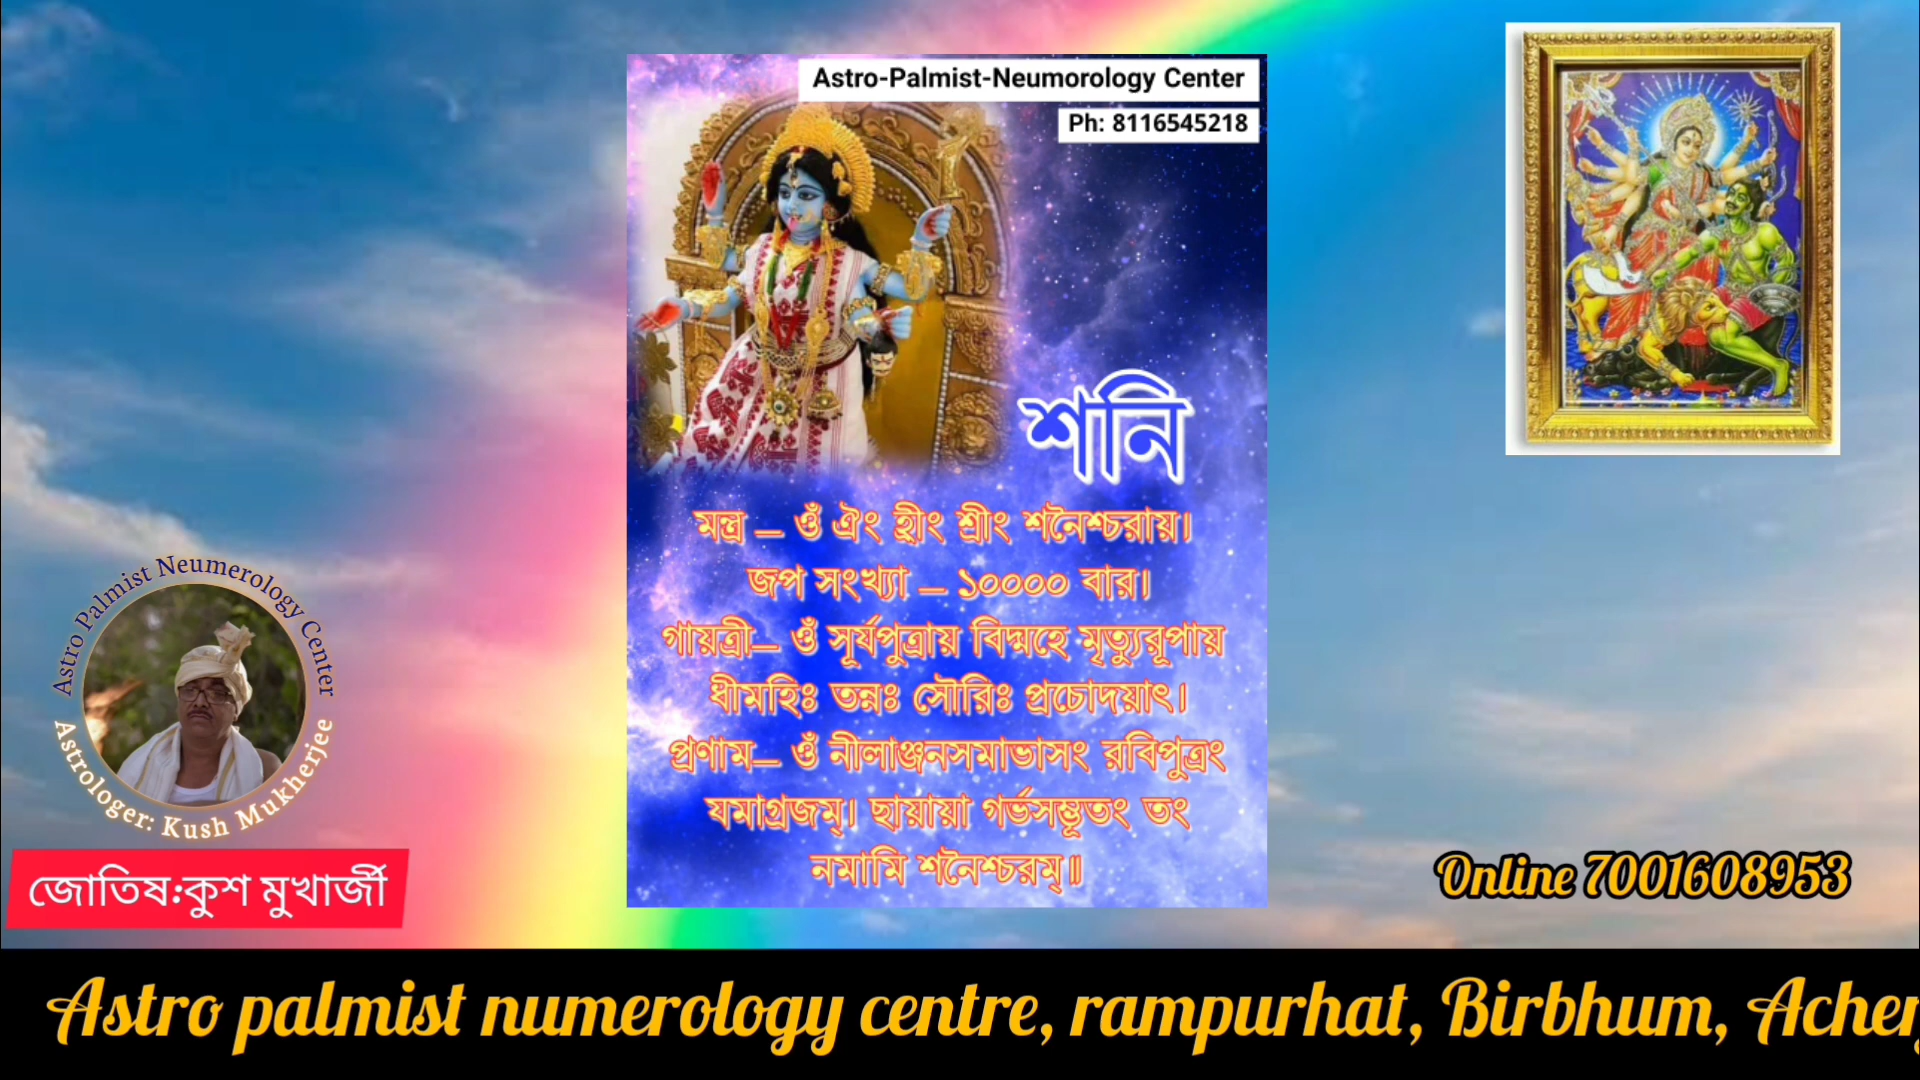 Astro-Palmist-Neumorology Center
Ph: 8116545218
শনি
মন্ত্র – ওঁ ঐং হ্রীং শ্রীং শনৈশ্চরায়।
জপ সংখ্যা – ১০০০০ বার।
গায়ত্রী– ওঁ সূর্যপুত্রায় বিদ্মহে মৃত্যুরূপায়
ধীমহিঃ তন্নঃ সৌরিঃ প্রচোদয়াৎ।
প্রণাম– ওঁ নীলাঞ্জনসমাভাসং রবিপুত্রং
যমাগ্রজম্। ছায়ায়া গর্ভসম্ভূতং তং
নমামি শনৈশ্চরম্॥
Astro Palmist Neumerology Center
Astrologer: Kush Mukherjee
জ্যোতিষ:কুশ মুখার্জী
Online 7001608953
Astro palmist numerology centre, rampurhat, Birbhum,